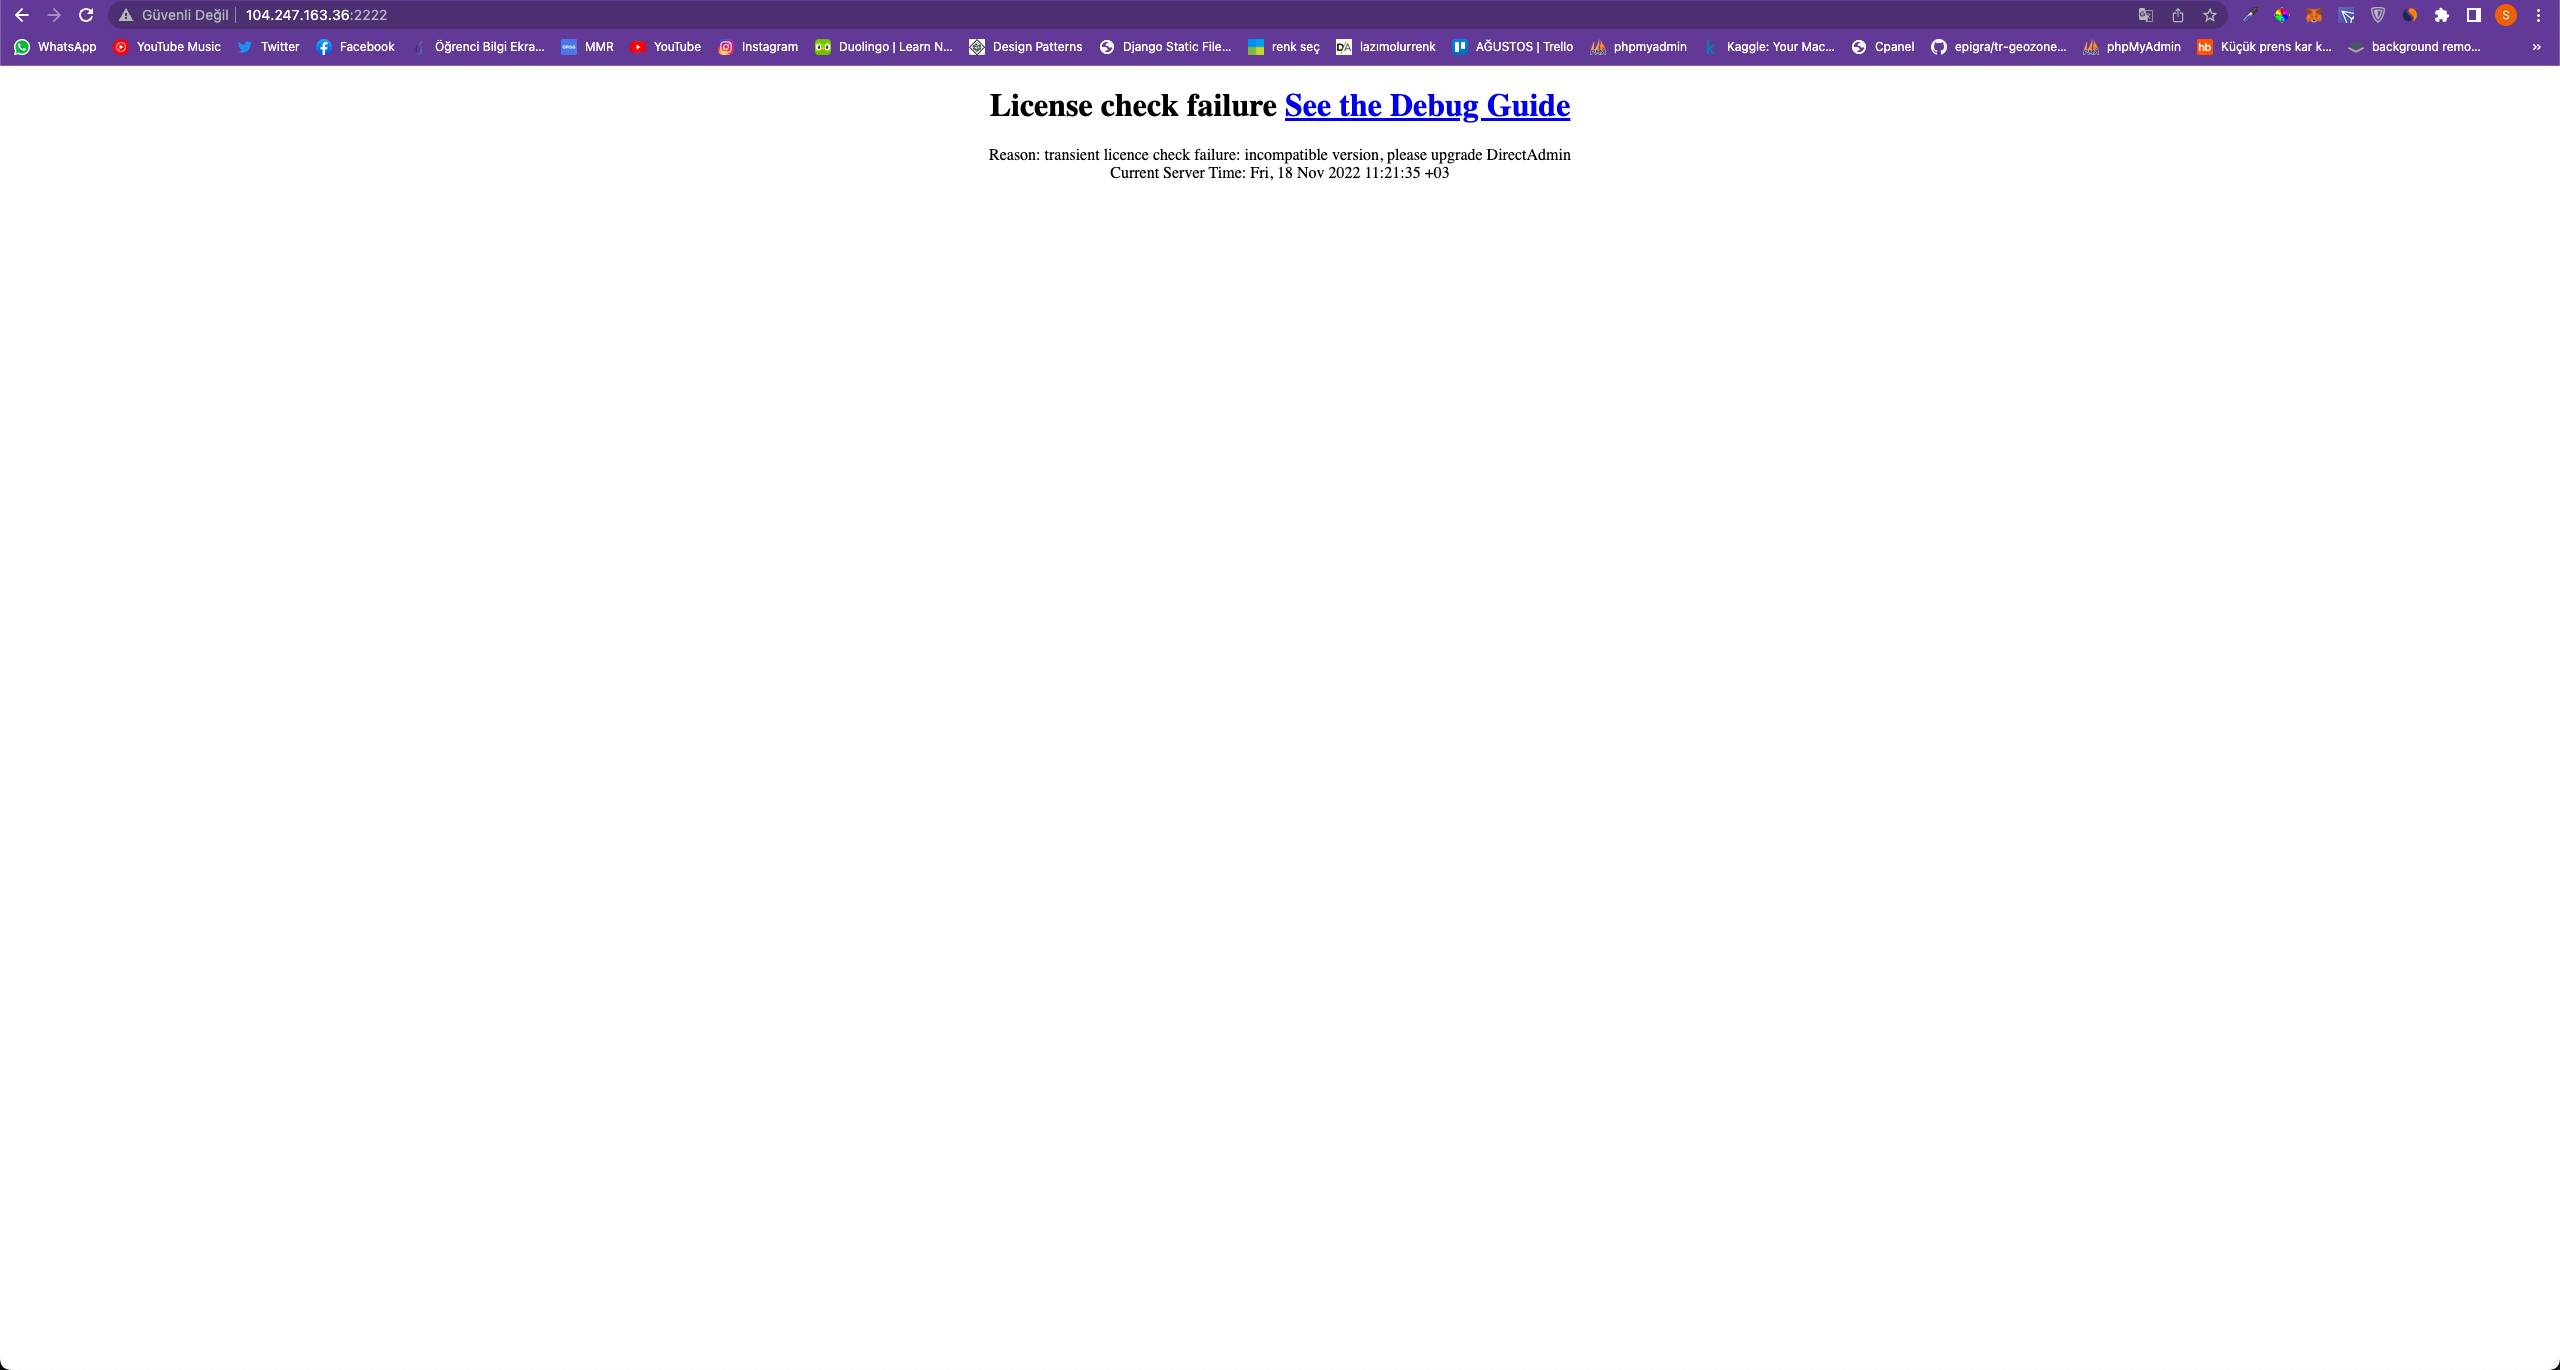 Güvenli Değil 104.247.163.36:2222
S
WhatsApp YouTube Music Twitter Facebook Öğrenci Bilgi Ekra... MMR YouTube Instagram Duolingo | Learn N... Design Patterns Django Static File... renk seç DA lazımolurrenk AĞUSTOS | Trello phpmyadmin k Kaggle: Your Mac... Cpanel epigra/tr-geozone... phpMyAdmin hb Küçük prens kar k... background remo... »
License check failure See the Debug Guide
Reason: transient licence check failure: incompatible version, please upgrade DirectAdmin
Current Server Time: Fri, 18 Nov 2022 11:21:35 +03